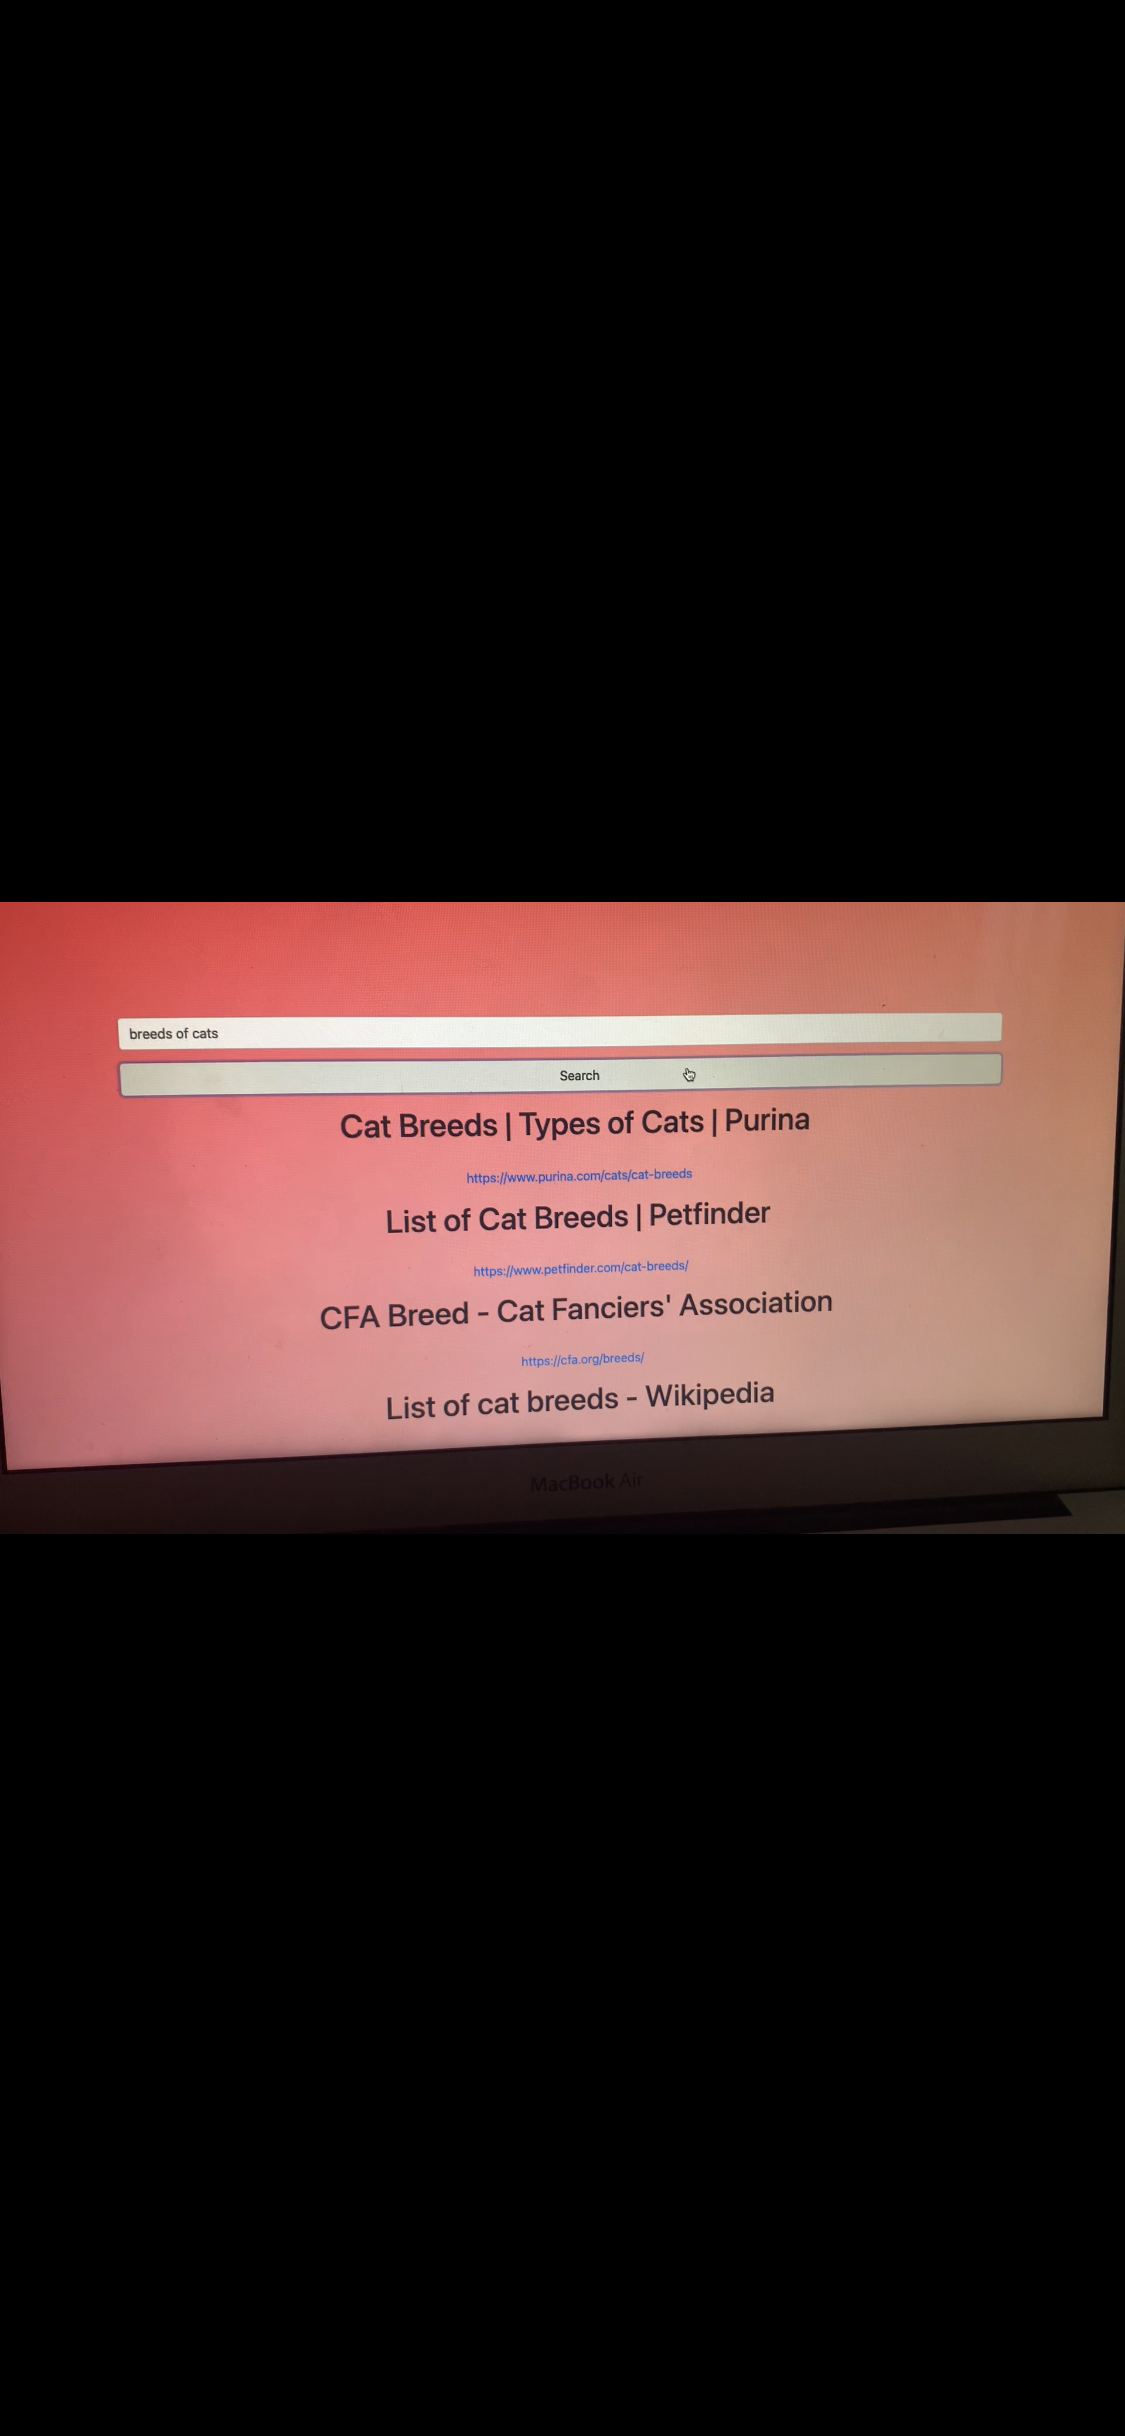 breeds of cats
Search
Cat Breeds | Types of Cats | Purina
https://www.purina.com/cats/cat-breeds
List of Cat Breeds | Petfinder
https://www.petfinder.com/cat-breeds/
CFA Breed - Cat Fanciers' Association
https://cfa.org/breeds/
List of cat breeds - Wikipedia
MacBook Air